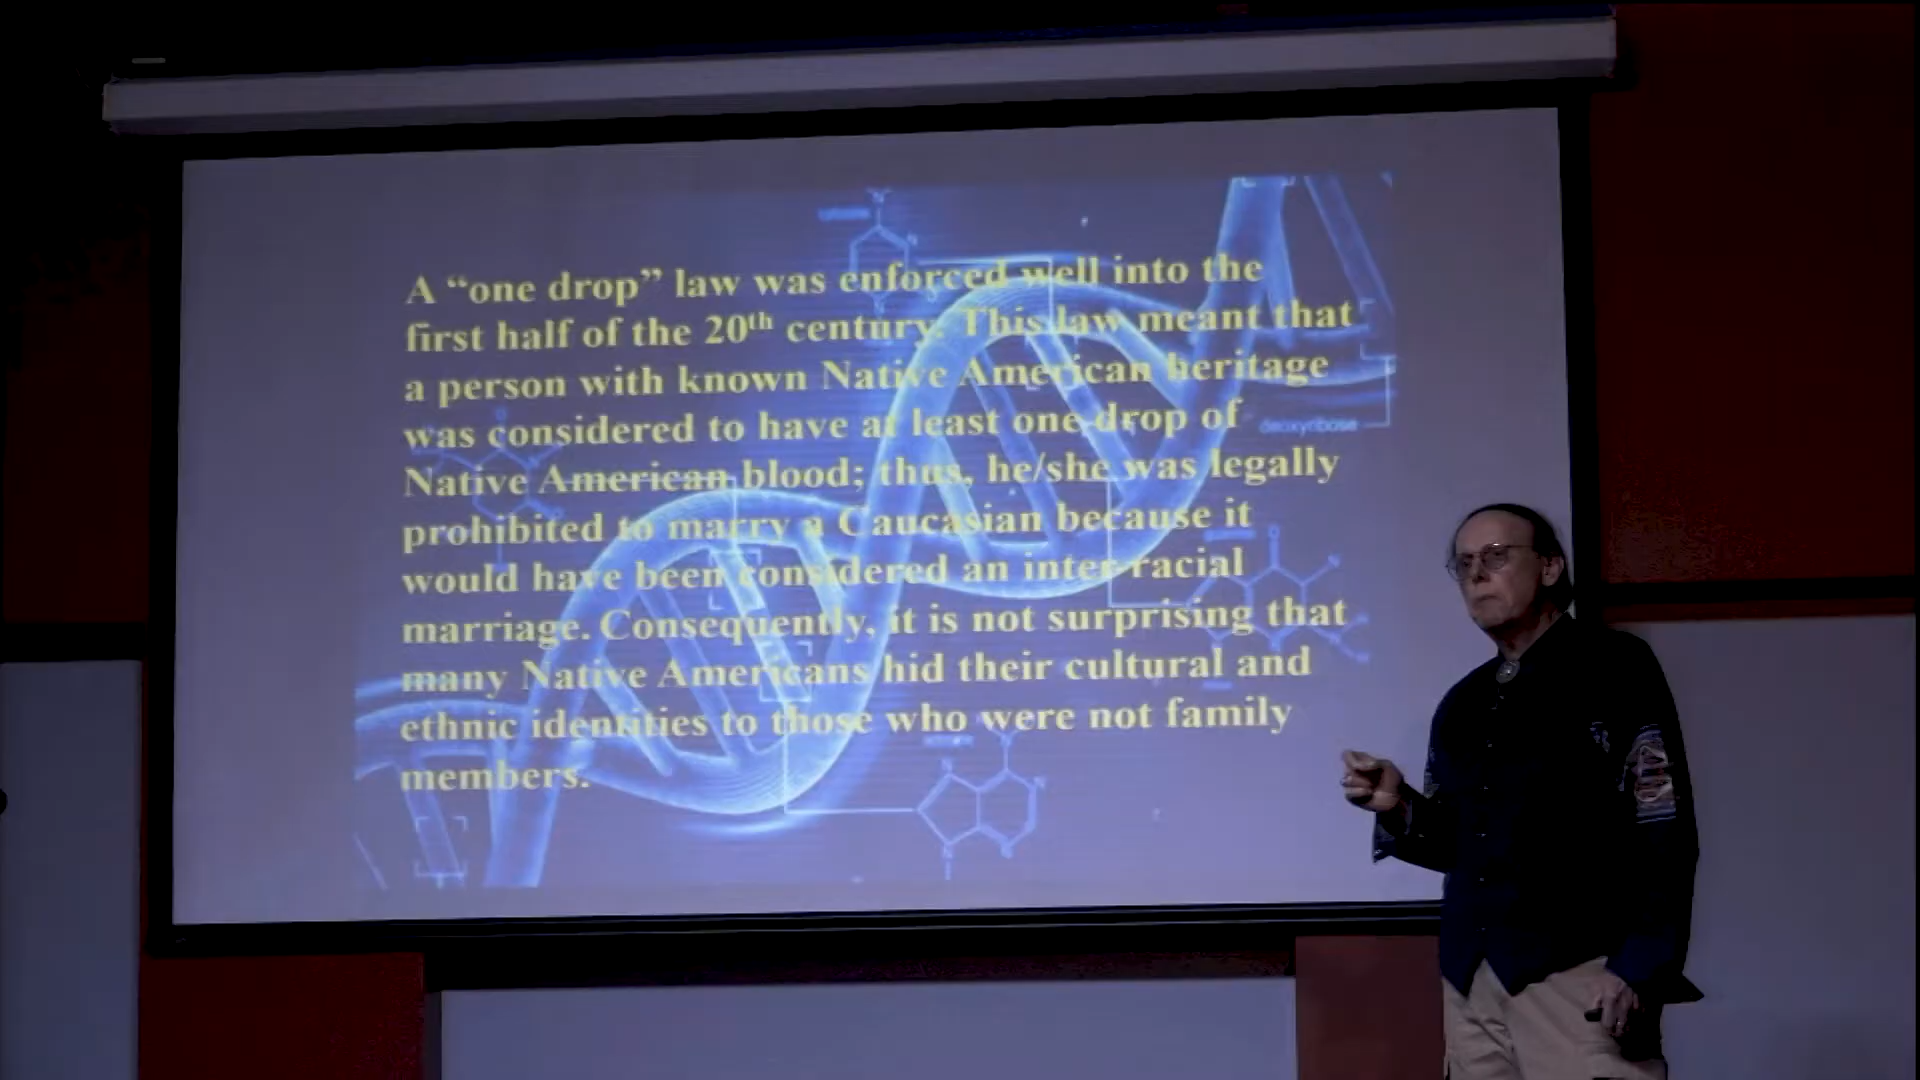 A “one drop” law was enforced well into the
first half of the 20th century. This law meant that
a person with known Native American heritage
was considered to have at least one drop of
Native American blood; thus, he/she was legally
prohibited to marry a Caucasian because it
would have been considered an inter-racial
marriage. Consequently, it is not surprising that
many Native Americans hid their cultural and
ethnic identities to those who were not family
members.
deoxyribose